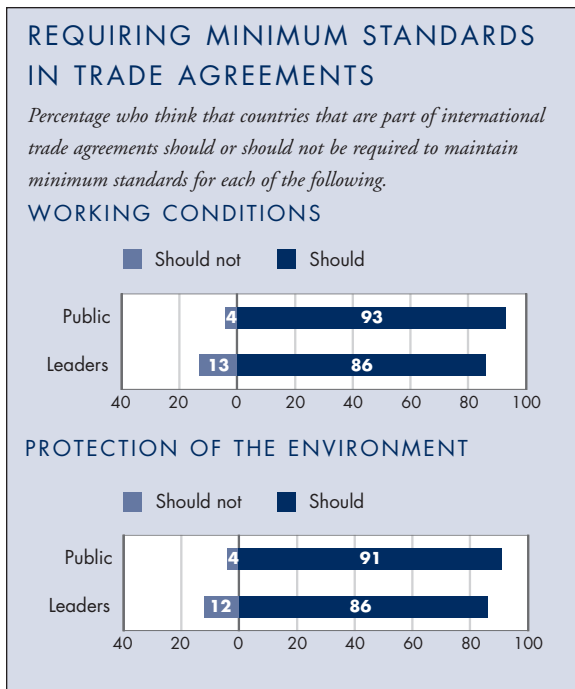 REQUIRING MINIMUM STANDARDS
IN TRADE AGREEMENTS
Percentage who think that countries that are part of international
trade agreements should or should not be required to maintain
minimum standards for each of the following.
WORKING CONDITIONS
Should not Should
Public 4 93
Leaders 13 86
40 20 0 20 40 60 80 100
PROTECTION OF THE ENVIRONMENT
Should not Should
Public 4 91
Leaders 12 86
40 20 0 20 40 60 80 100